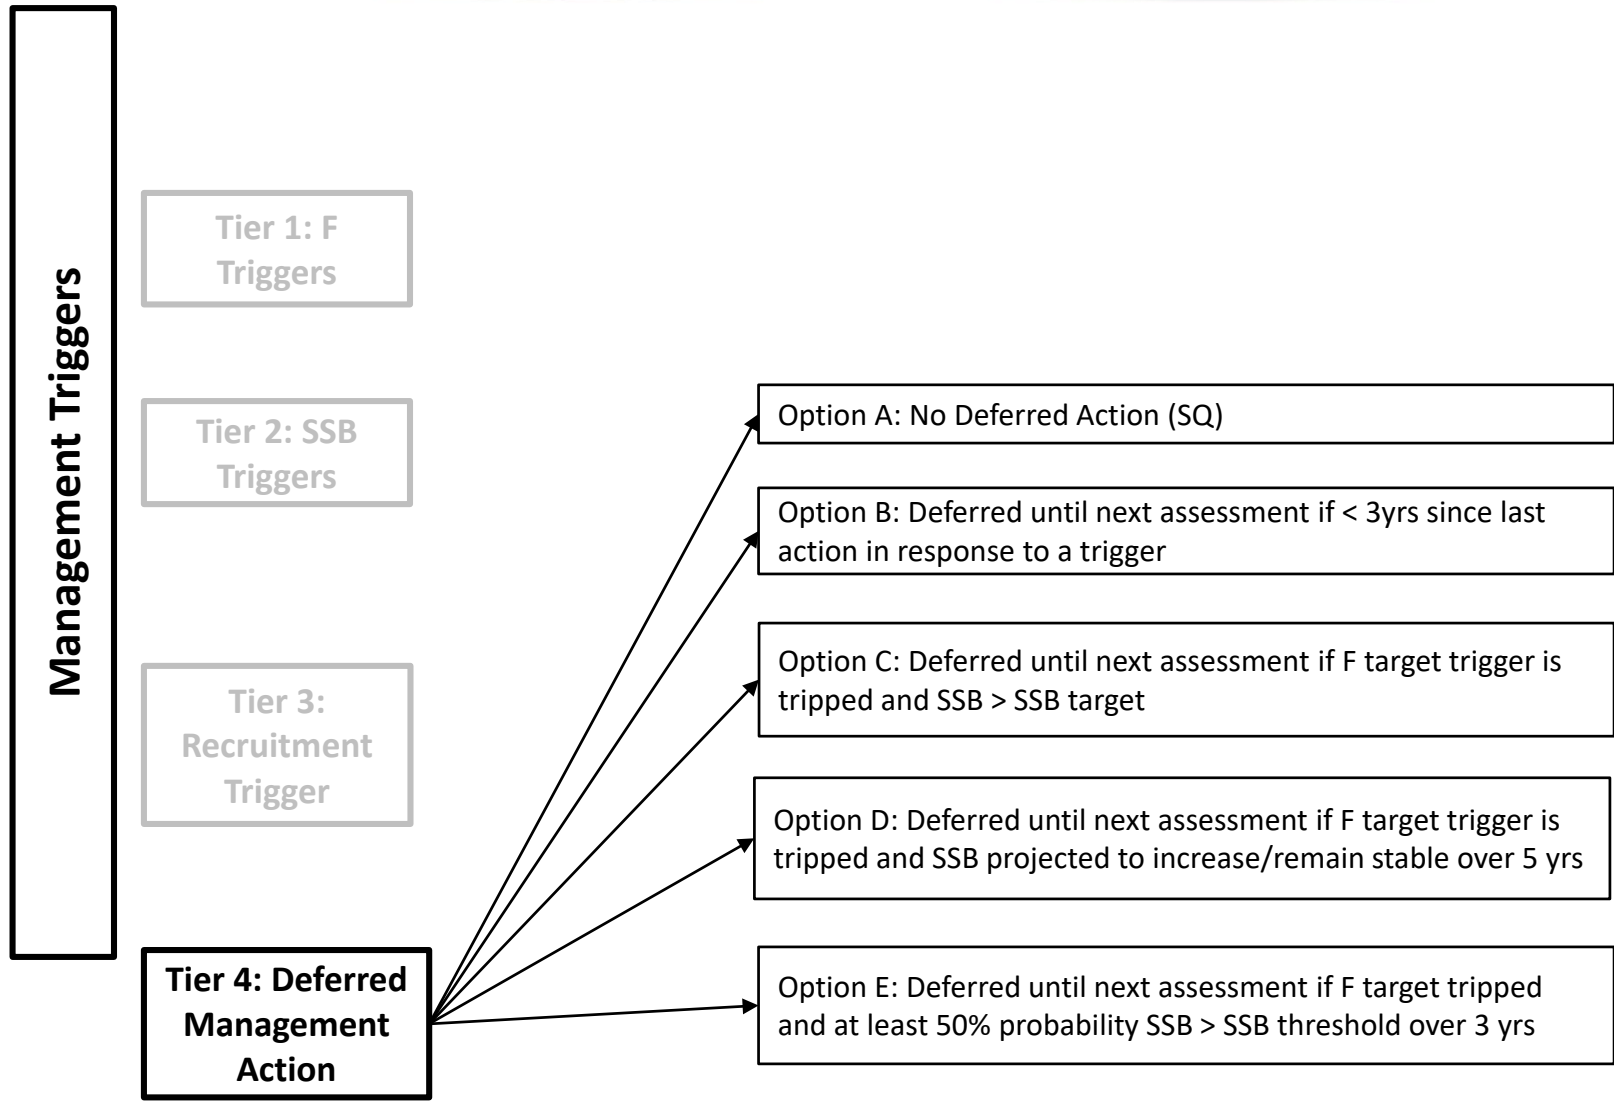 Management Triggers
Tier 1: F
Triggers
Tier 2: SSB
Triggers
Tier 3:
Recruitment
Trigger
Tier 4: Deferred
Management
Action
Option A: No Deferred Action (SQ)
Option B: Deferred until next assessment if < 3yrs since last
action in response to a trigger
Option C: Deferred until next assessment if F target trigger is
tripped and SSB > SSB target
Option D: Deferred until next assessment if F target trigger is
tripped and SSB projected to increase/remain stable over 5 yrs
Option E: Deferred until next assessment if F target tripped
and at least 50% probability SSB > SSB threshold over 3 yrs